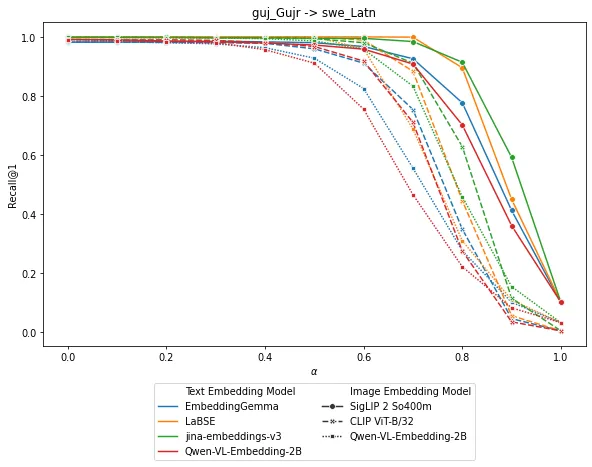 guj_Gujr -> swe_Latn
Recall@1
1.0
0.8
0.6
0.4
0.2
0.0
0.0 0.2 0.4 0.6 0.8 1.0
α
Text Embedding Model Image Embedding Model
EmbeddingGemma SigLIP 2 So400m
LaBSE CLIP ViT-B/32
jina-embeddings-v3 Qwen-VL-Embedding-2B
Qwen-VL-Embedding-2B